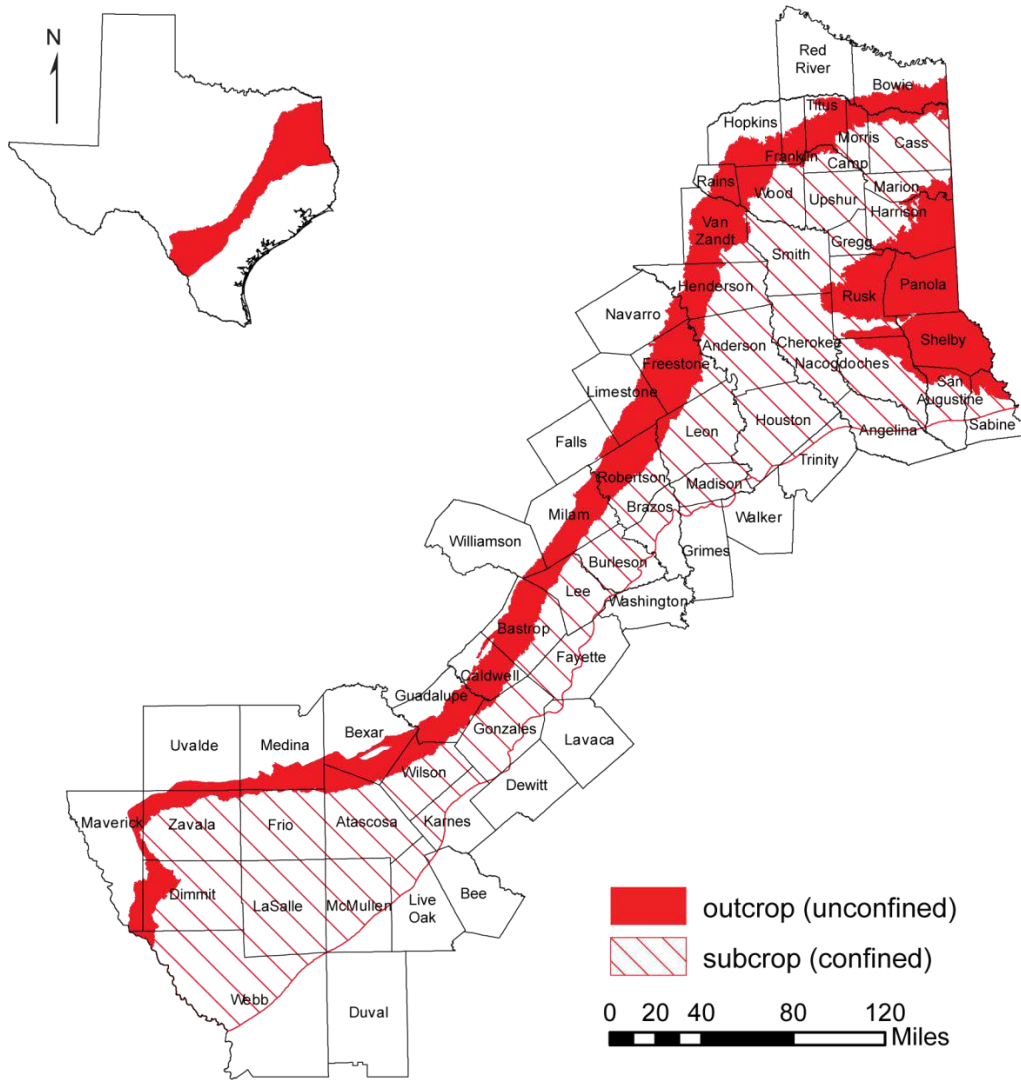 N
Red
River
Bowie
Titus
Hopkins
Morris
Cass
Franklin
Camp
Rains
Wood
Marion
Upshur
Harrison
Van
Zandt
Gregg
Smith
Henderson
Rusk
Panola
Navarro
Anderson
Cherokee
Shelby
Nacogdoches
Freestone
San
Augustine
Limestone
Houston
Leon
Angelina
Sabine
Falls
Trinity
Robertson
Madison
Milam
Brazos
Walker
Williamson
Grimes
Burleson
Lee
Washington
Bastrop
Fayette
Caldwell
Guadalupe
Gonzales
Bexar
Lavaca
Uvalde
Medina
Wilson
Dewitt
Maverick
Zavala
Frio
Atascosa
Karnes
Dimmit
LaSalle
McMullen
Live
Oak
Bee
Webb
Duval
outcrop (unconfined)
subcrop (confined)
0 20 40 80 120
Miles